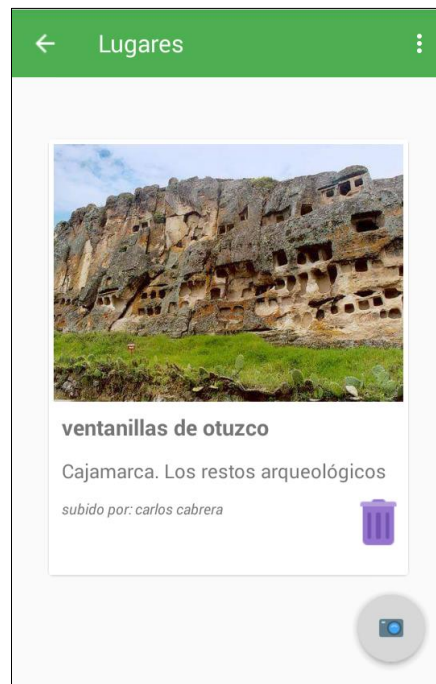 Lugares
ventanillas de otuzco
Cajamarca. Los restos arqueológicos
subido por: carlos cabrera